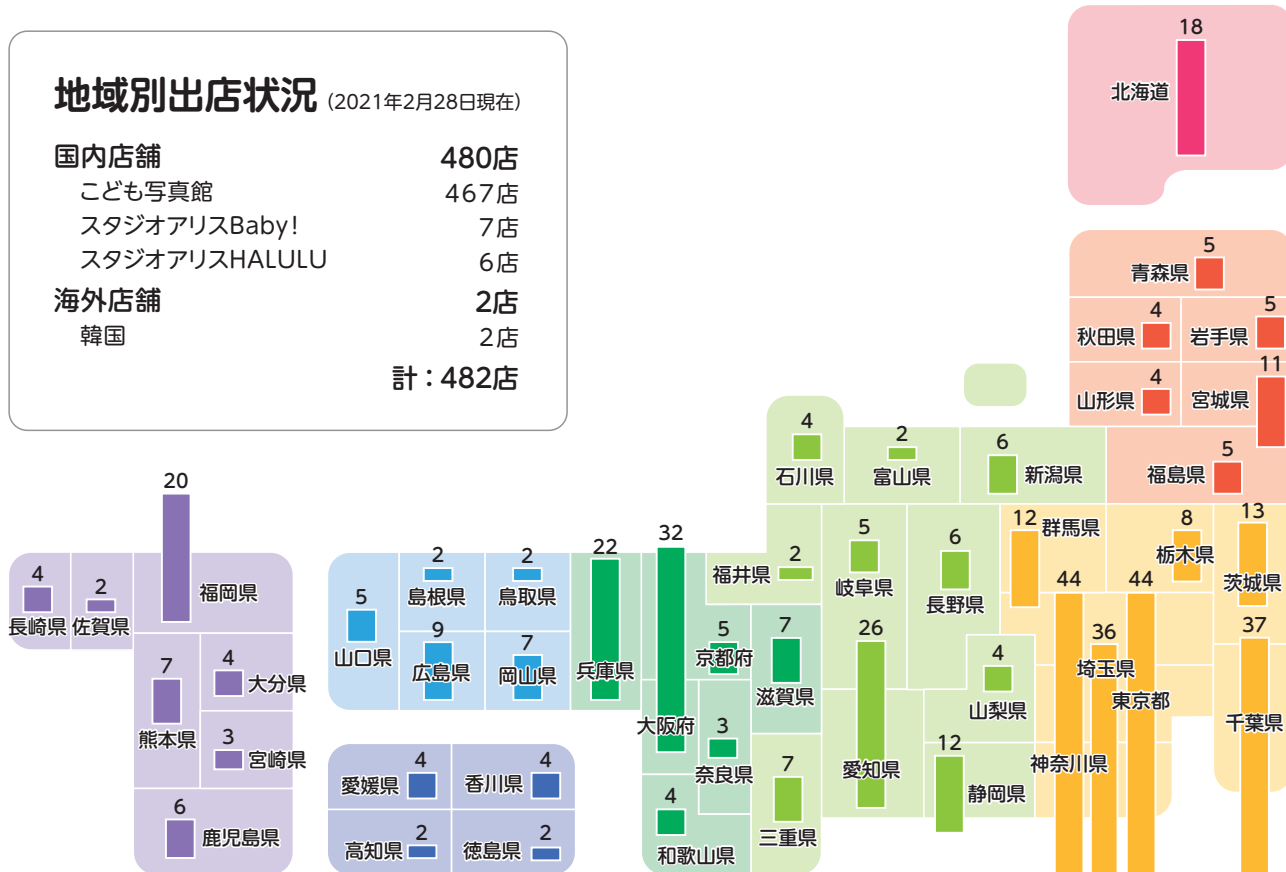 地域別出店状況 (2021年2月28日現在)
国内店舗 480店
こども写真館 467店
スタジオアリスBaby! 7店
スタジオアリスHALULU 6店
海外店舗 2店
韓国 2店
計：482店
18
北海道
5
青森県
4
秋田県
5
岩手県
4
山形県
11
宮城県
5
福島県
4
石川県
2
富山県
6
新潟県
12
群馬県
8
栃木県
13
茨城県
44
神奈川県
36
埼玉県
44
東京都
37
千葉県
2
福井県
5
岐阜県
6
長野県
4
山梨県
26
愛知県
12
静岡県
7
三重県
22
兵庫県
32
大阪府
5
京都府
7
滋賀県
3
奈良県
4
和歌山県
5
山口県
2
島根県
2
鳥取県
9
広島県
7
岡山県
4
愛媛県
4
香川県
2
高知県
2
徳島県
20
福岡県
4
長崎県
2
佐賀県
7
熊本県
4
大分県
3
宮崎県
6
鹿児島県